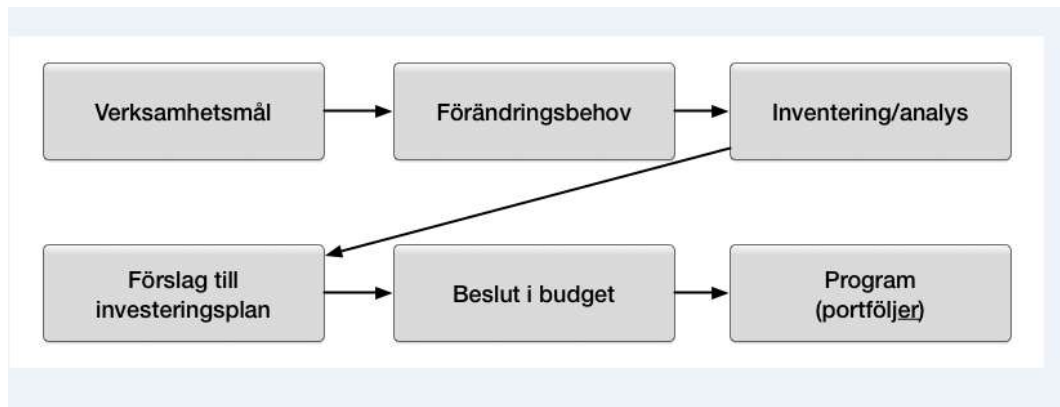 Verksamhetsmål
Förändringsbehov
Inventering/analys
Förslag till
investeringsplan
Beslut i budget
Program
(portföljer)